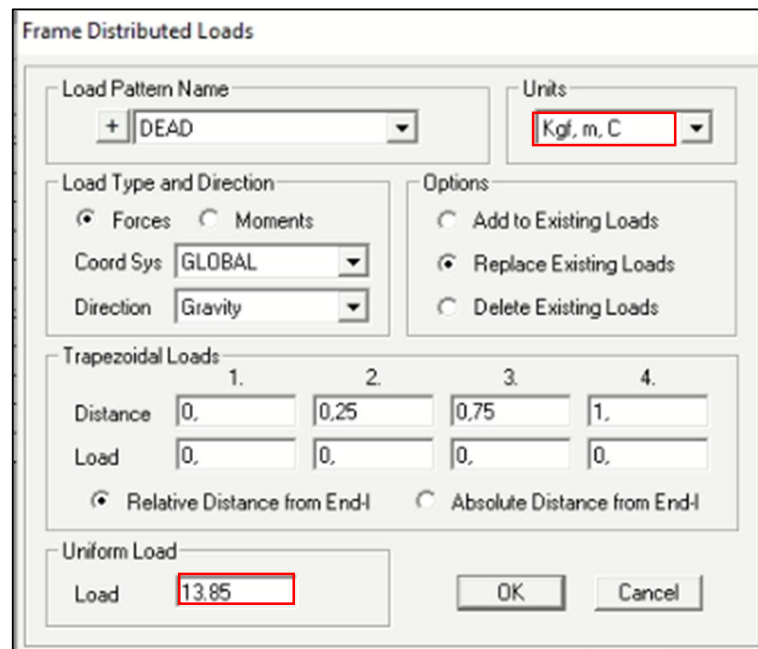 Frame Distributed Loads
Load Pattern Name
+ DEAD
Units
Kgf, m, C
Load Type and Direction
Forces Moments
Coord Sys GLOBAL
Direction Gravity
Options
Add to Existing Loads
Replace Existing Loads
Delete Existing Loads
Trapezoidal Loads
1. 2. 3. 4.
Distance 0, 0,25 0,75 1,
Load 0, 0, 0, 0,
Relative Distance from End-I Absolute Distance from End-I
Uniform Load
Load 13.85
OK Cancel